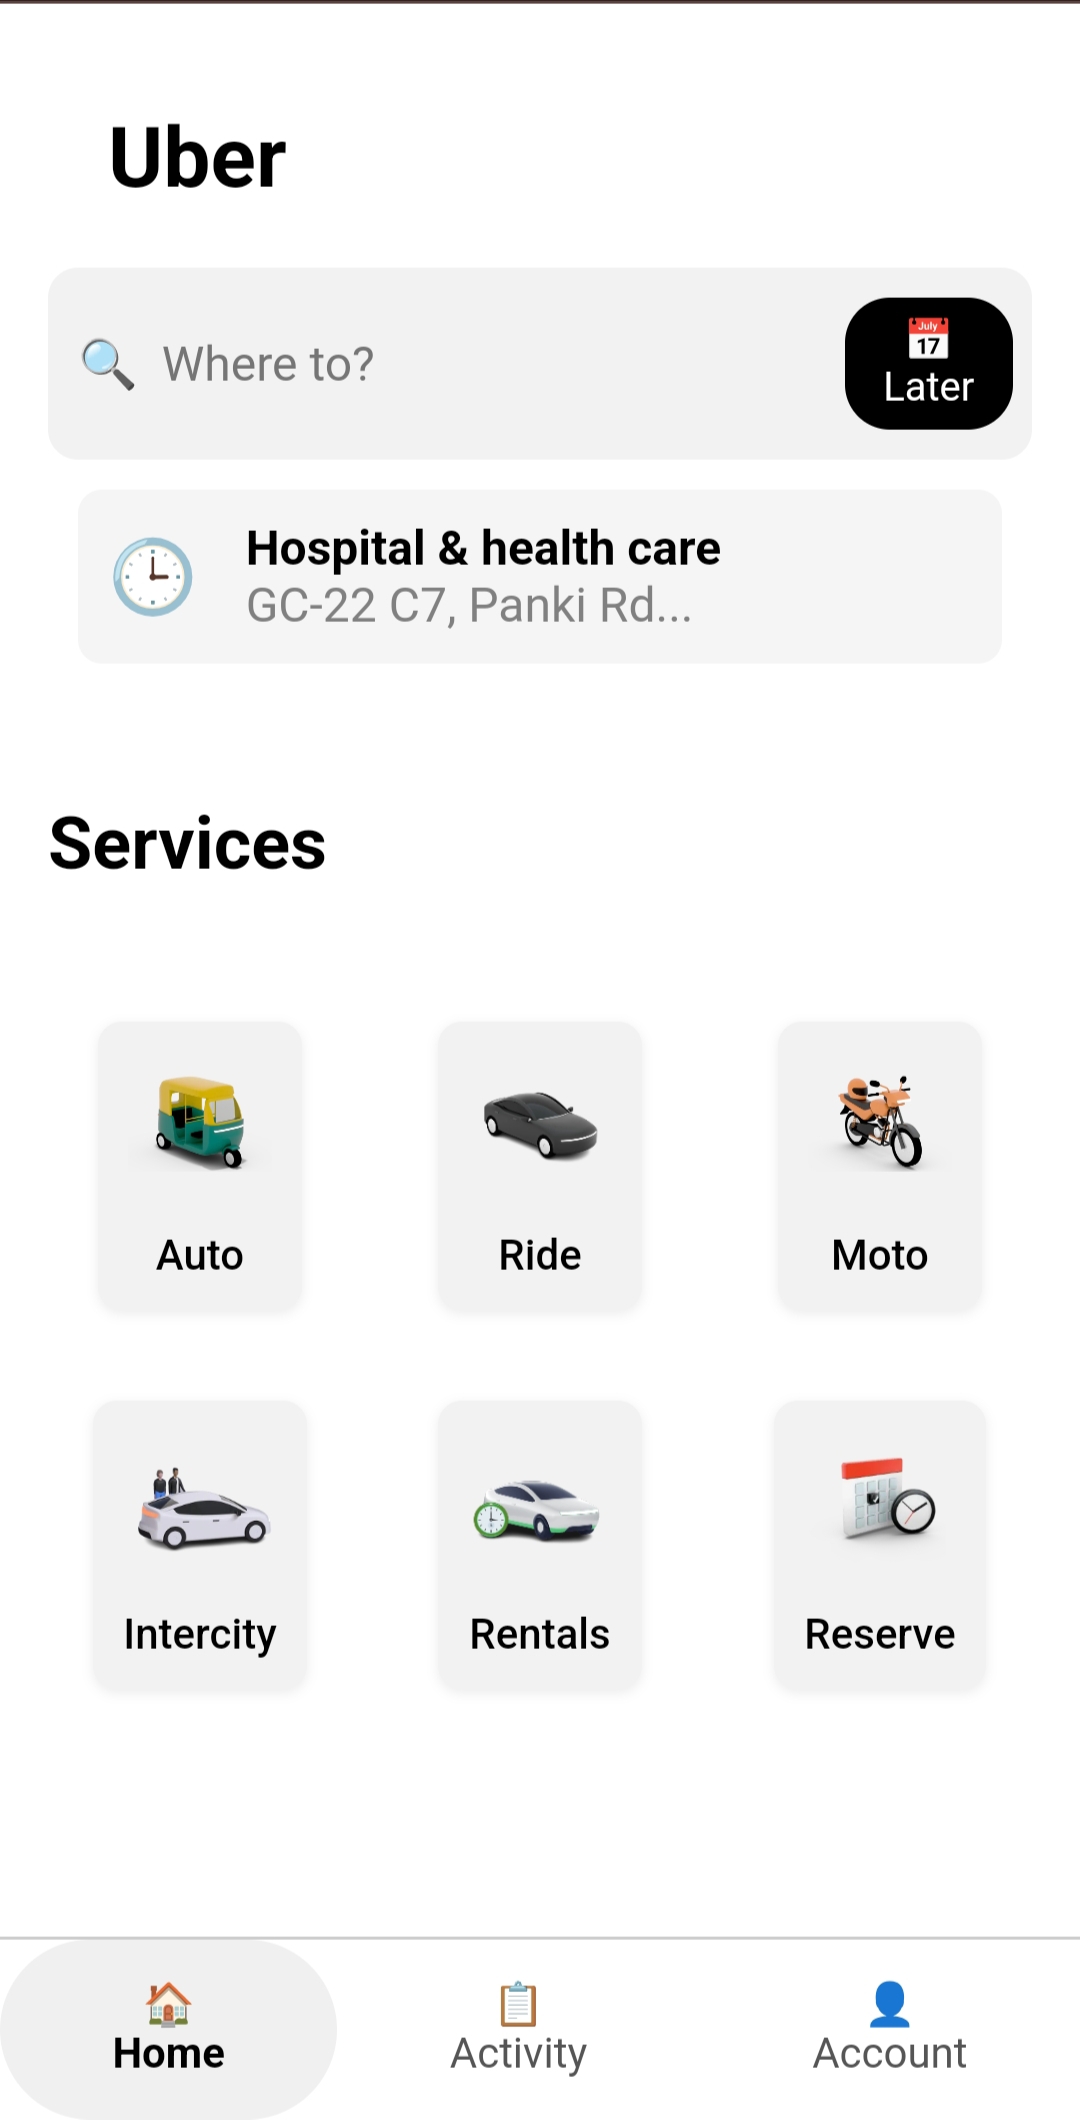 Uber
Where to?
July
17
Later
Hospital & health care
GC-22 C7, Panki Rd...
Services
Auto
Ride
Moto
Intercity
Rentals
Reserve
Home
Activity
Account